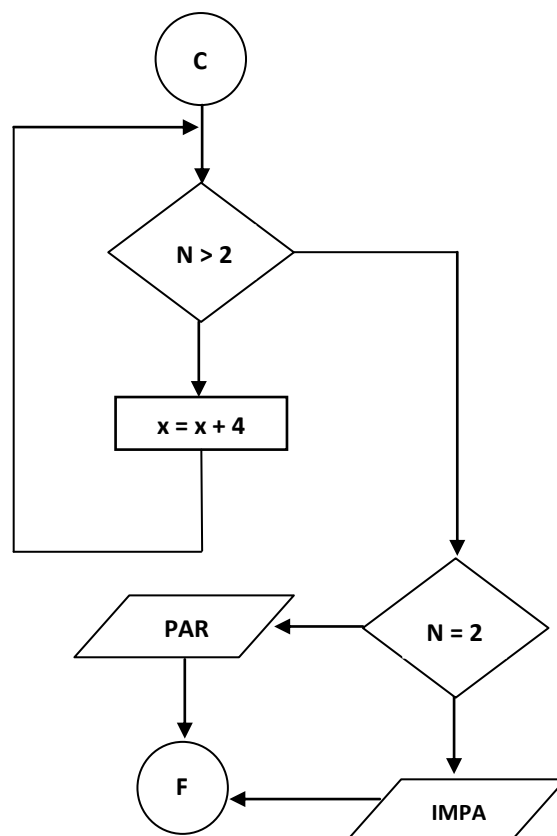 C
N > 2
x = x + 4
PAR
N = 2
F
IMPA